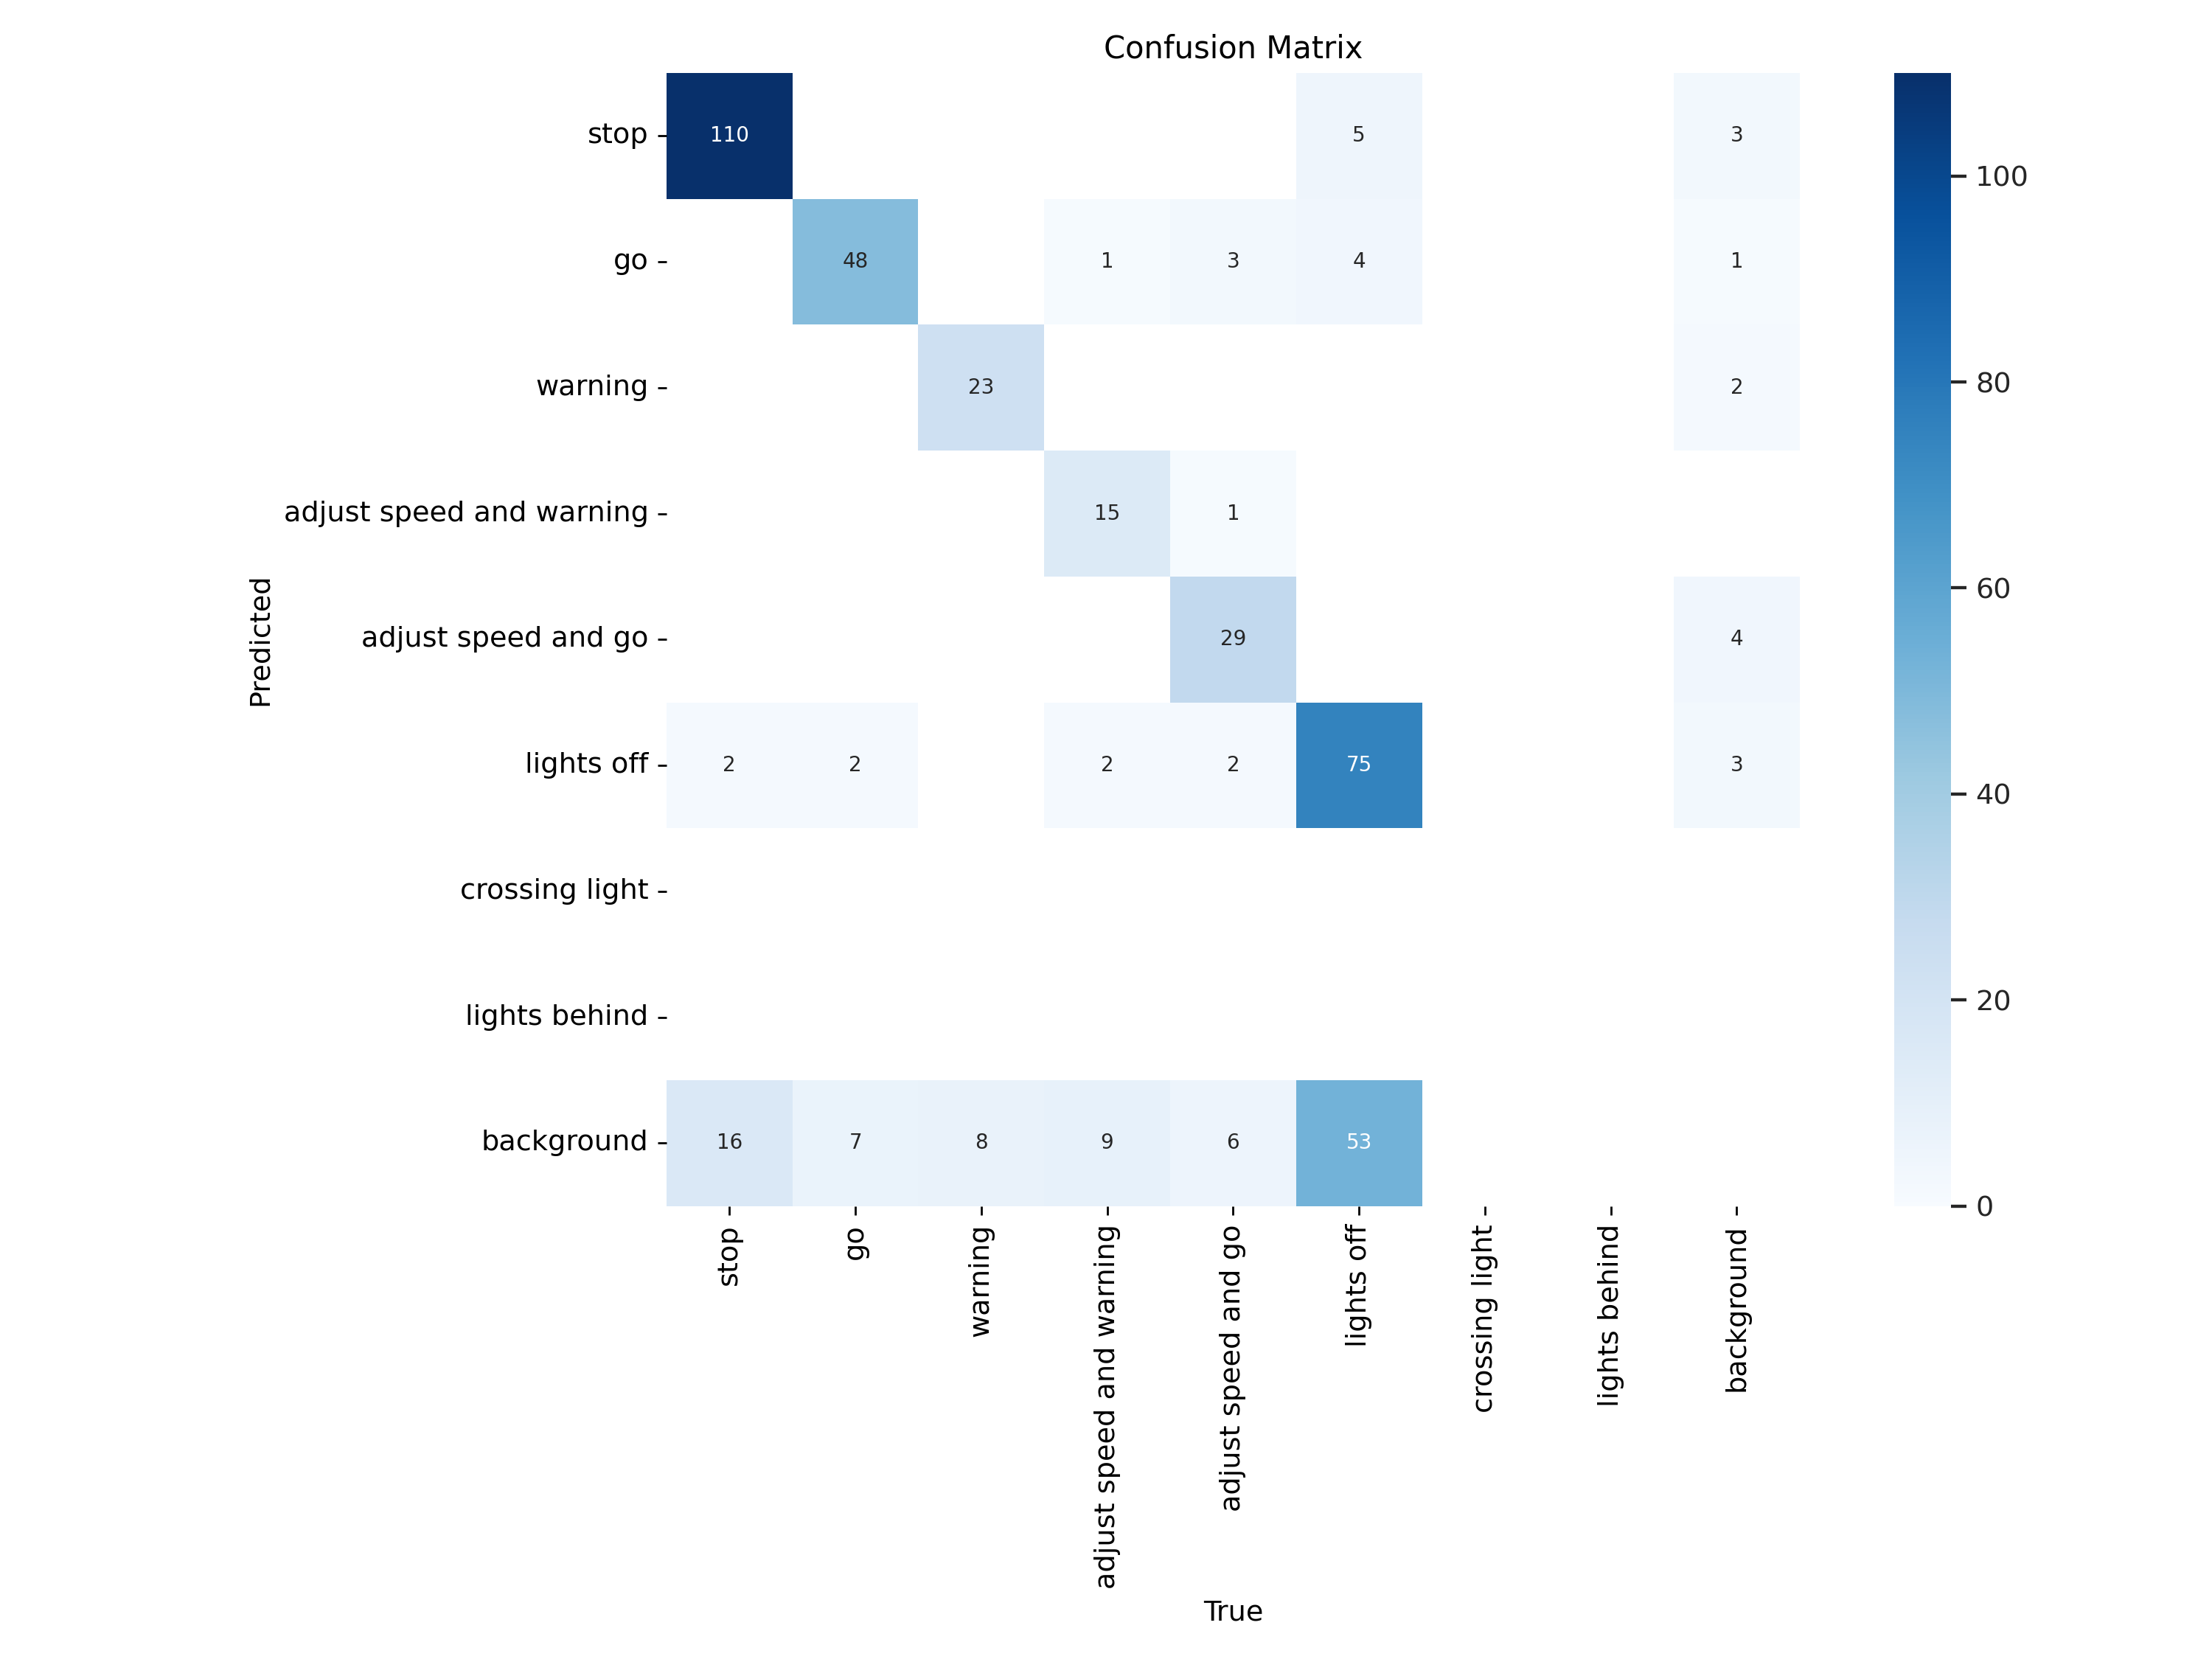 Confusion Matrix
stop 110 5 3
go 48 1 3 4 1
warning 23 2
adjust speed and warning 15 1
adjust speed and go 29 4
lights off 2 2 2 2 75 3
crossing light
lights behind
background 16 7 8 9 6 53
Predicted
stop
go
warning
adjust speed and warning
adjust speed and go
lights off
crossing light
lights behind
background
True
100
80
60
40
20
0